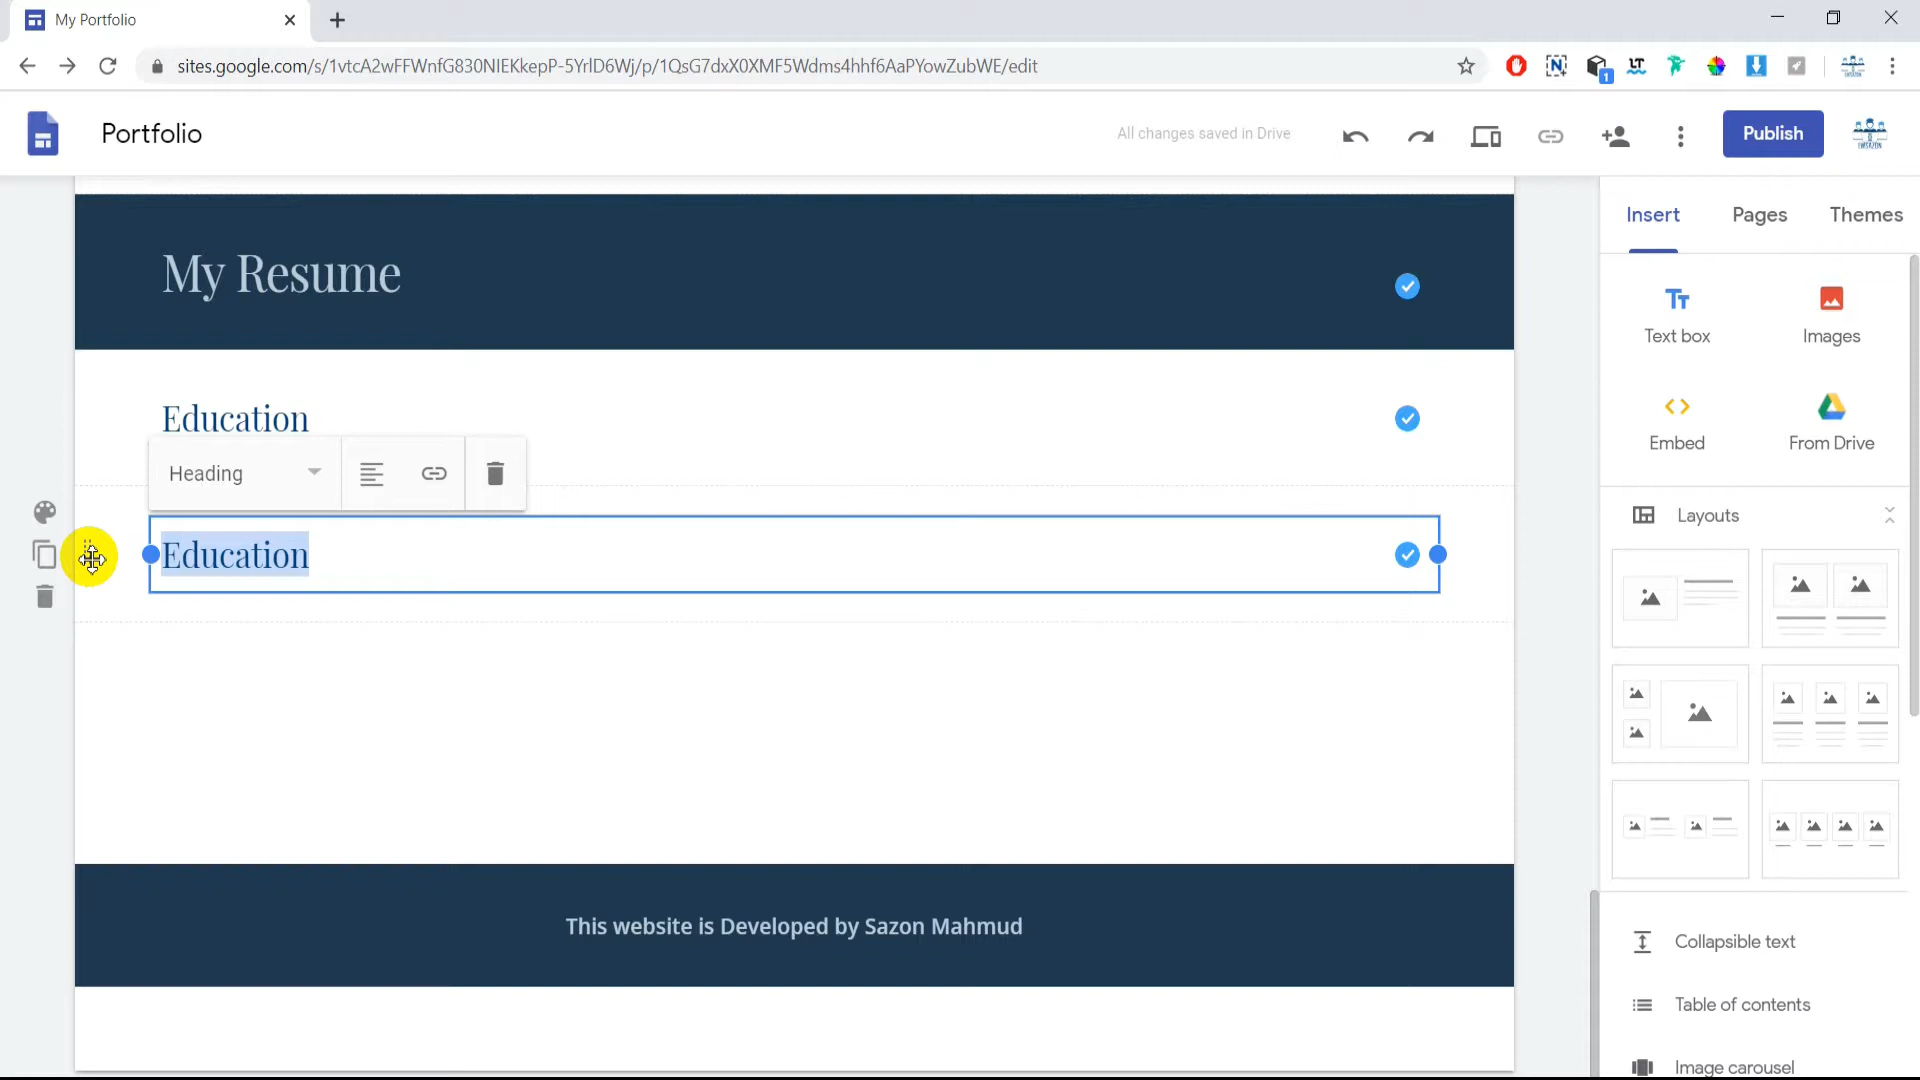 My Portfolio
sites.google.com/s/1vtcA2wFFWnfG830NIEKkepP-5YrlD6Wj/p/1QsG7dxX0XMF5Wdms4hhf6AaPYowZubWE/edit
1
Portfolio
All changes saved in Drive
Publish
Insert
Pages
Themes
My Resume
Text box
Images
Education
Embed
From Drive
Heading
Layouts
Education
This website is Developed by Sazon Mahmud
Collapsible text
Table of contents
Image carousel